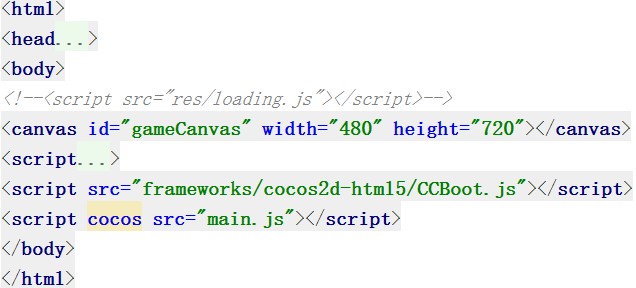 <html>
<head...>
<body>
<!--<script src="res/loading.js"></script>-->
<canvas id="gameCanvas" width="480" height="720"></canvas>
<script...>
<script src="frameworks/cocos2d-html5/CCBoot.js"></script>
<script cocos src="main.js"></script>
</body>
</html>